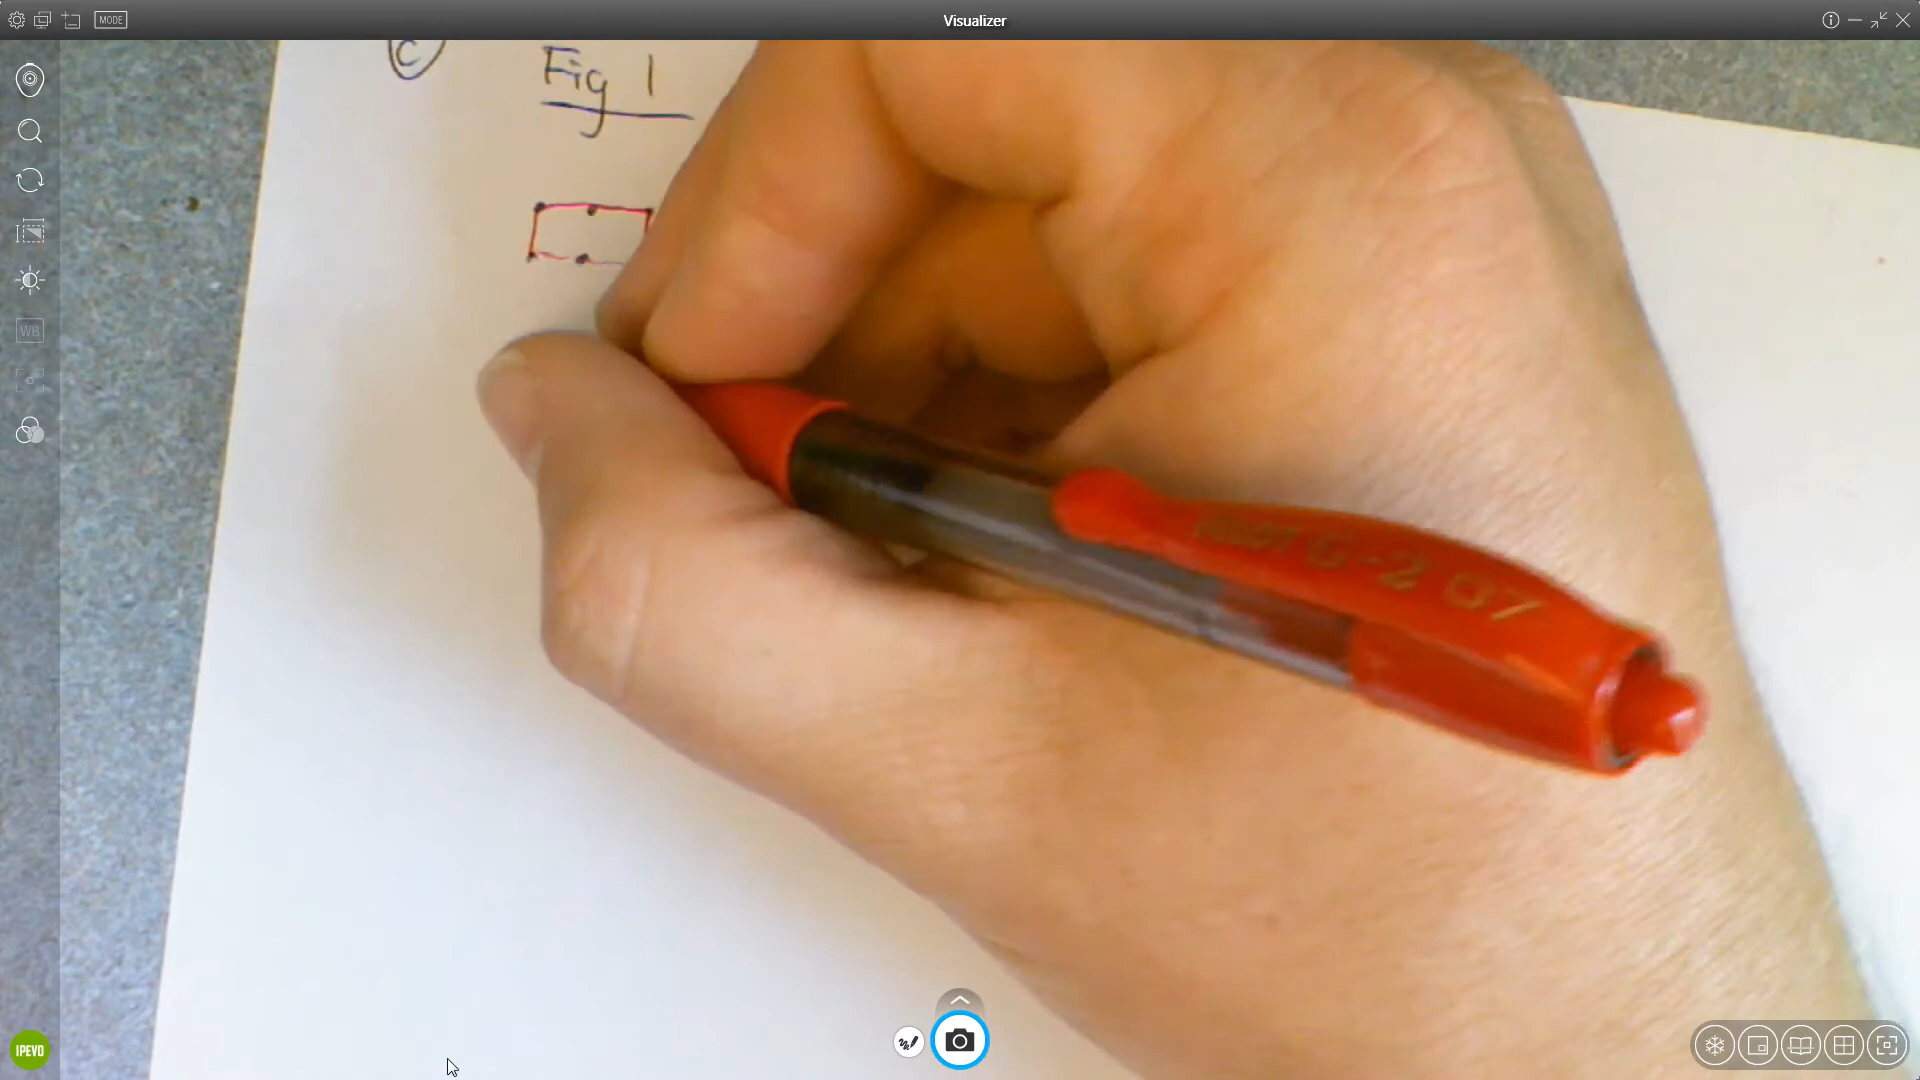 MODE
Visualizer
C
Fig 1
WB
G-2 07
IPEVO